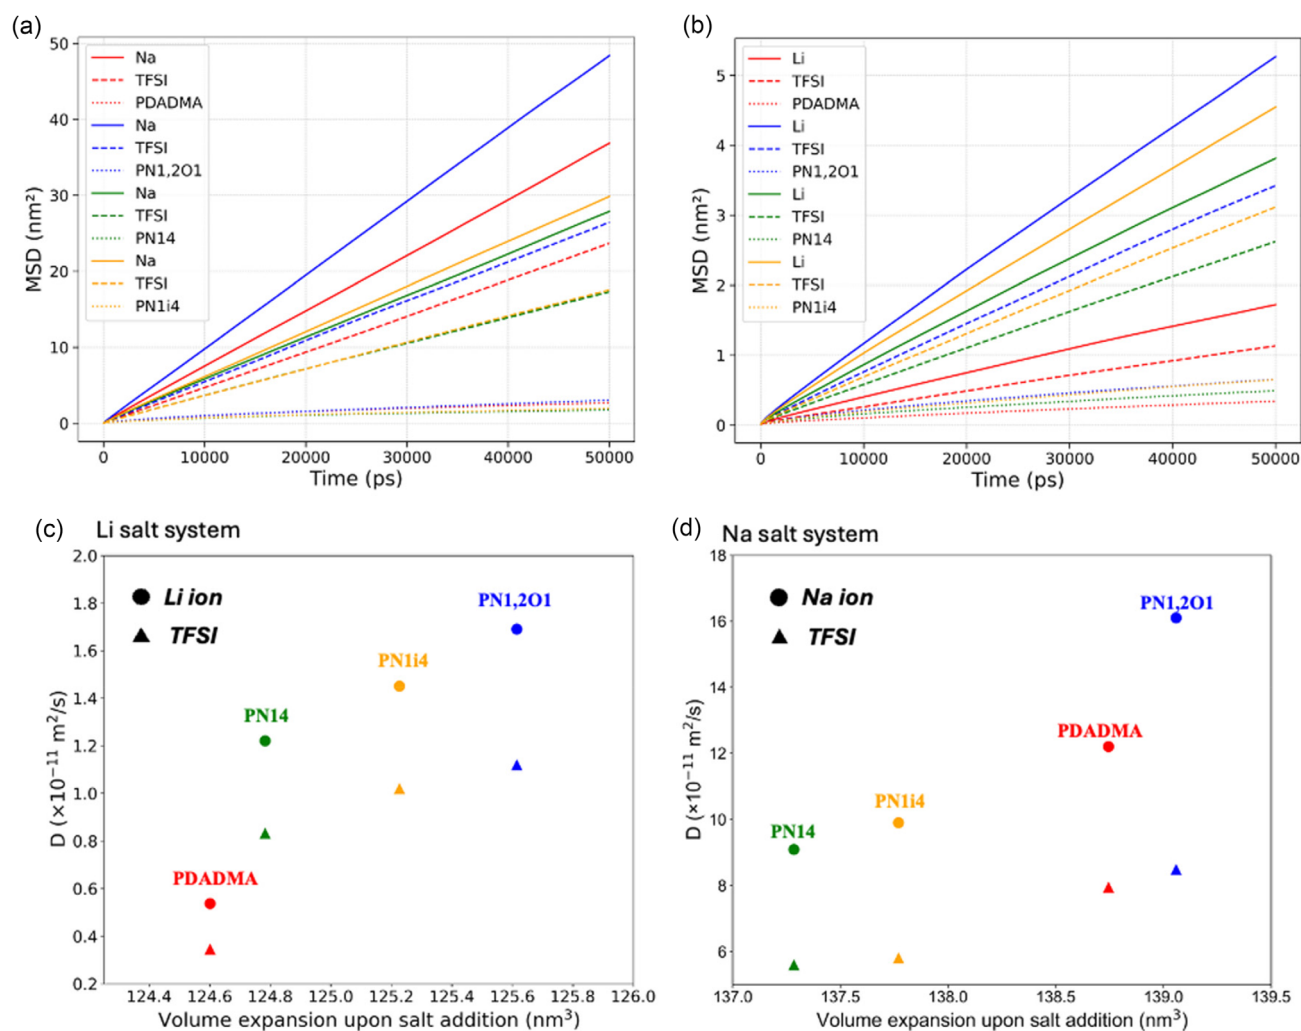 (a)
MSD (nm²)
50
40
30
20
10
0
Na
TFSI
PDADMA
Na
TFSI
PN1,2O1
Na
TFSI
PN14
Na
TFSI
PN1i4
0 10000 20000 30000 40000 50000
Time (ps)
(b)
MSD (nm²)
5
4
3
2
1
0
Li
TFSI
PDADMA
Li
TFSI
PN1,2O1
Li
TFSI
PN14
Li
TFSI
PN1i4
0 10000 20000 30000 40000 50000
Time (ps)
(c) Li salt system
D (×10⁻¹¹ m²/s)
2.0
1.8
1.6
1.4
1.2
1.0
0.8
0.6
0.4
0.2
Li ion
TFSI
PN1,2O1
PN1i4
PN14
PDADMA
124.4 124.6 124.8 125.0 125.2 125.4 125.6 125.8 126.0
Volume expansion upon salt addition (nm³)
(d) Na salt system
D (×10⁻¹¹ m²/s)
18
16
14
12
10
8
6
Na ion
TFSI
PN1,2O1
PDADMA
PN1i4
PN14
137.0 137.5 138.0 138.5 139.0 139.5
Volume expansion upon salt addition (nm³)